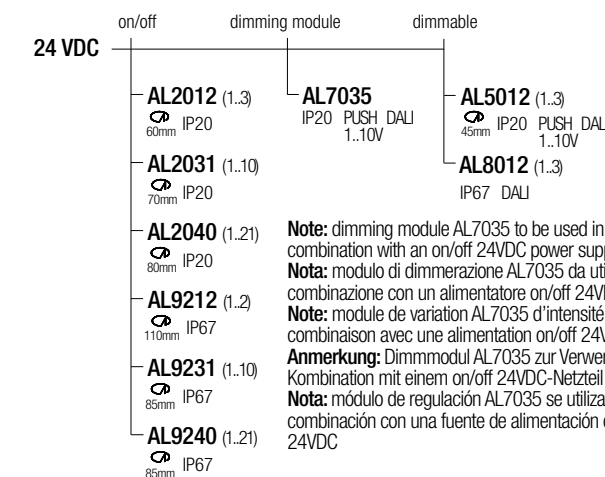 on/off dimming module dimmable
24 VDC
AL2012 (1..3)
60mm IP20
AL2031 (1..10)
70mm IP20
AL2040 (1..21)
80mm IP20
AL9212 (1..2)
110mm IP67
AL9231 (1..10)
85mm IP67
AL9240 (1..21)
85mm IP67
AL7035
IP20 PUSH DALI
1..10V
AL5012 (1..3)
45mm IP20 PUSH DAL
1..10V
AL8012 (1..3)
IP67 DALI
Note: dimming module AL7035 to be used in
combination with an on/off 24VDC power sup
Nota: modulo di dimmerazione AL7035 da uti
combinazione con un alimentatore on/off 24V
Note: module de variation AL7035 d'intensité
combinaison avec une alimentation on/off 24V
Anmerkung: Dimmmodul AL7035 zur Verwe
Kombination mit einem on/off 24VDC-Netzteil
Nota: módulo de regulación AL7035 se utiliza
combinación con una fuente de alimentación
24VDC